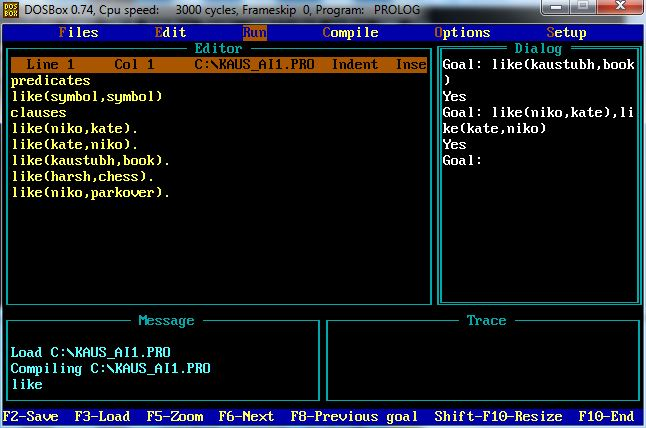 DOS BOX DOSBox 0.74, Cpu speed: 3000 cycles, Frameskip 0, Program: PROLOG
Files Edit Run Compile Options Setup
Editor
Line 1 Col 1 C:\KAUS_AI1.PRO Indent Inse
predicates
like(symbol,symbol)
clauses
like(niko,kate).
like(kate,niko).
like(kaustubh,book).
like(harsh,chess).
like(niko,parkover).
Dialog
Goal: like(kaustubh,book
)
Yes
Goal: like(niko,kate),li
ke(kate,niko)
Yes
Goal:
Message
Load C:\KAUS_AI1.PRO
Compiling C:\KAUS_AI1.PRO
like
Trace
F2-Save F3-Load F5-Zoom F6-Next F8-Previous goal Shift-F10-Resize F10-End